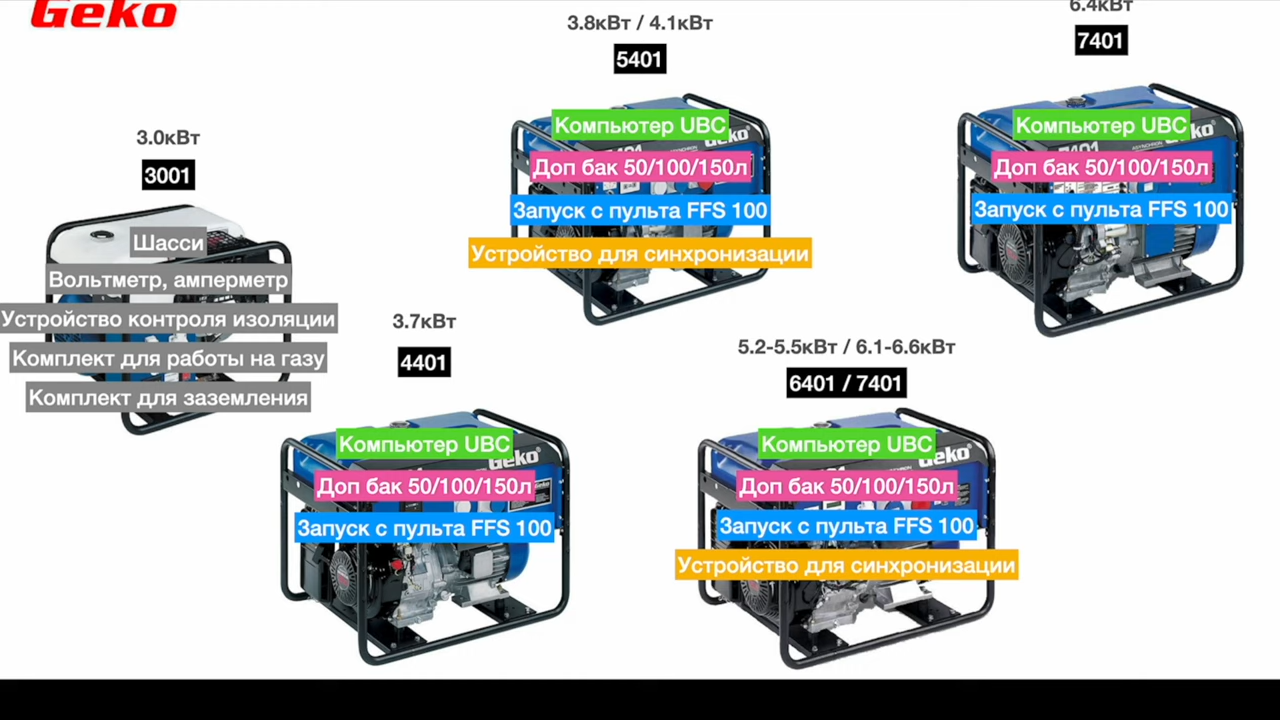 Geko
3.0кВт
3001
Шасси
Вольтметр, амперметр
Устройство контроля изоляции
Комплект для работы на газу
Комплект для заземления
3.7кВт
4401
Компьютер UBC
Geko
Доп бак 50/100/150л
Запуск с пульта FFS 100
3.8кВт / 4.1кВт
5401
Компьютер UBC
Geko
Доп бак 50/100/150л
Запуск с пульта FFS 100
Устройство для синхронизации
5.2-5.5кВт / 6.1-6.6кВт
6401 / 7401
Компьютер UBC
Geko
Доп бак 50/100/150л
Запуск с пульта FFS 100
Устройство для синхронизации
6.4кВт
7401
Компьютер UBC
Доп бак 50/100/150л
Запуск с пульта FFS 100